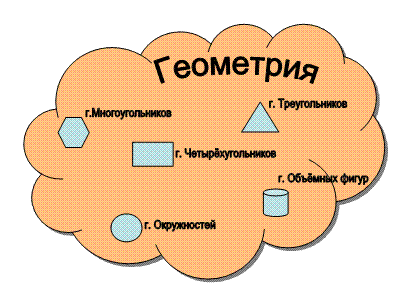 Геометрия
г. Треугольников
г.Многоугольников
г. Четырёхугольников
г. Объёмных фигур
г. Окружностей